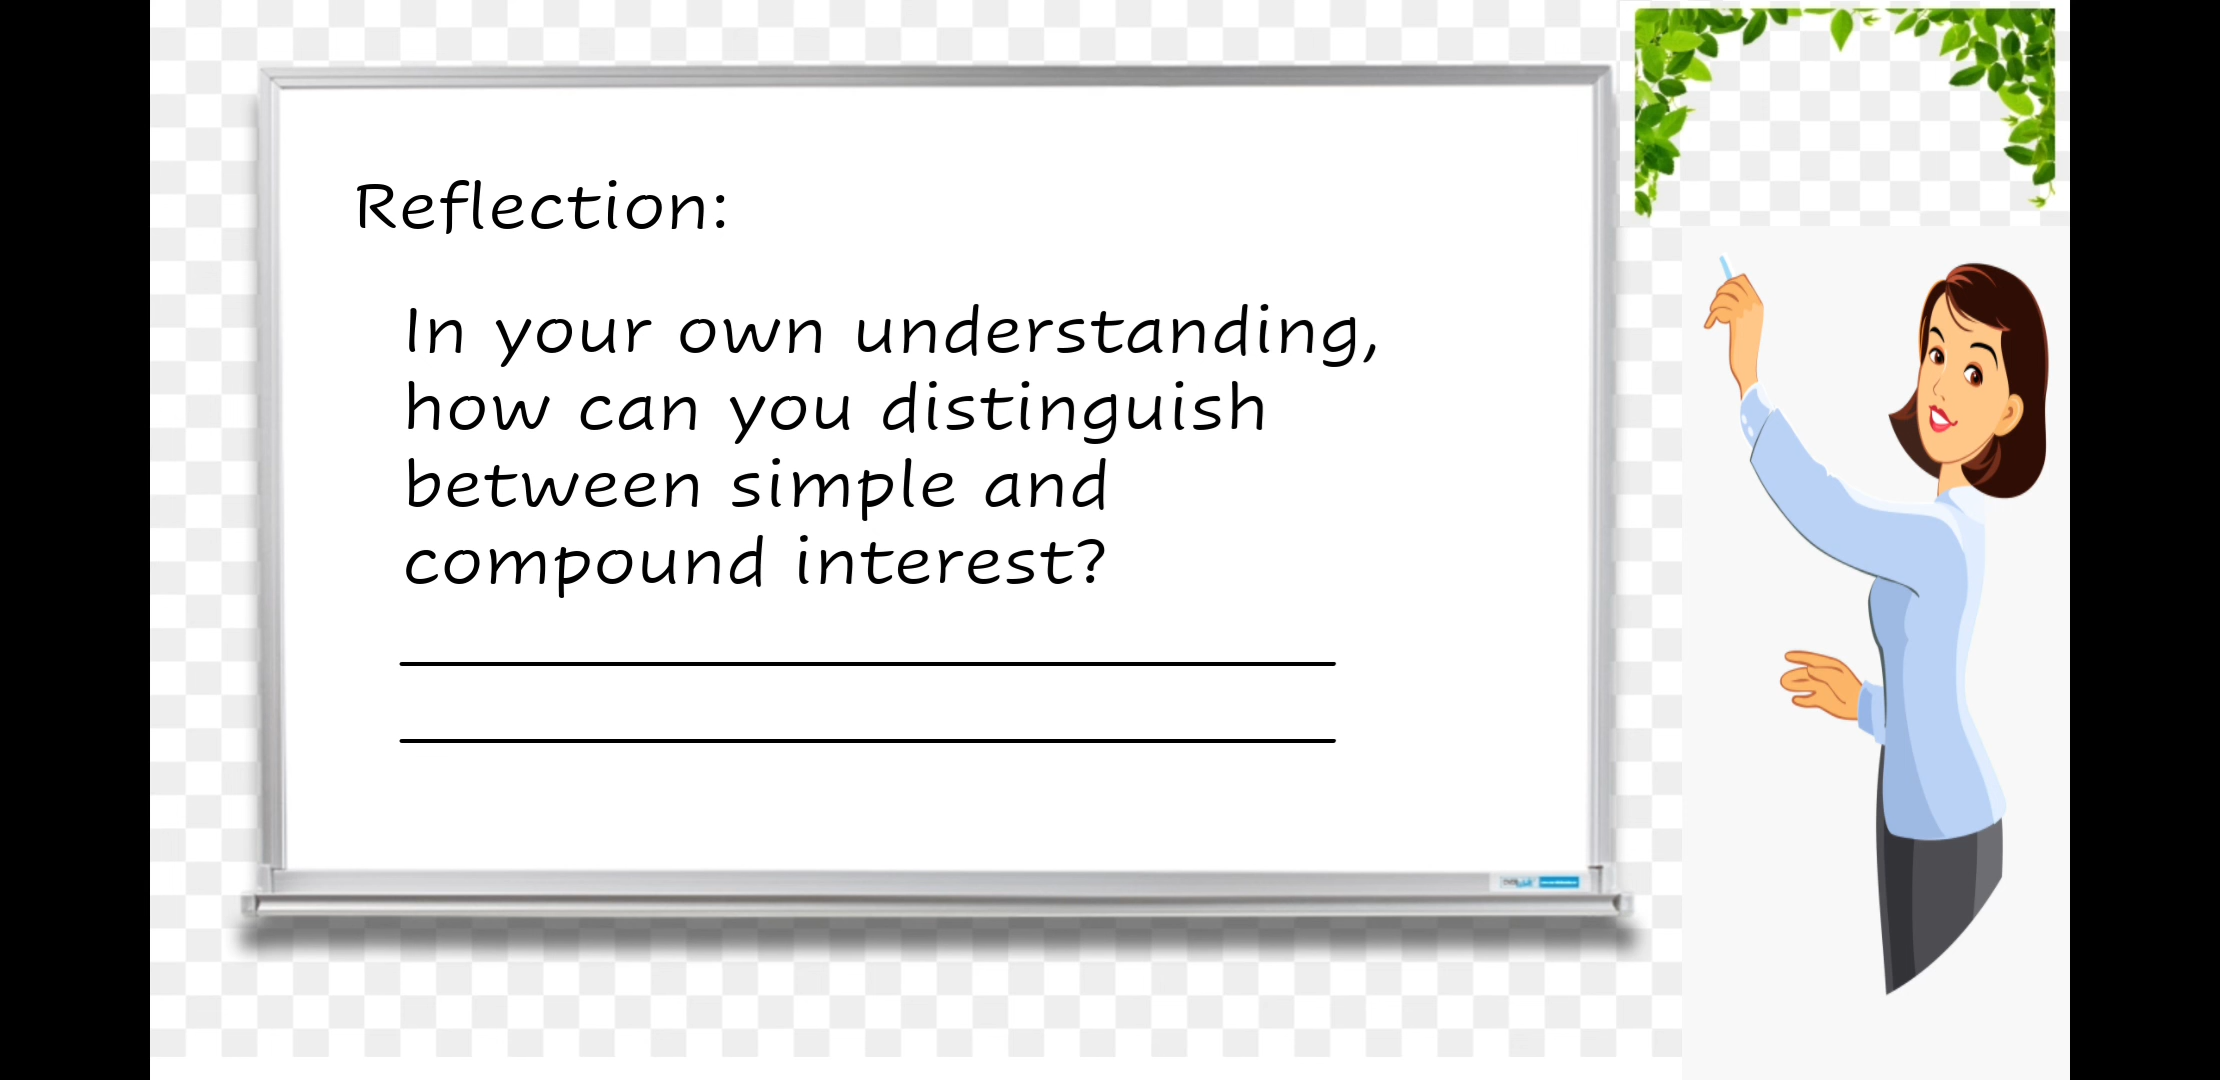 Reflection:
In your own understanding,
how can you distinguish
between simple and
compound interest?